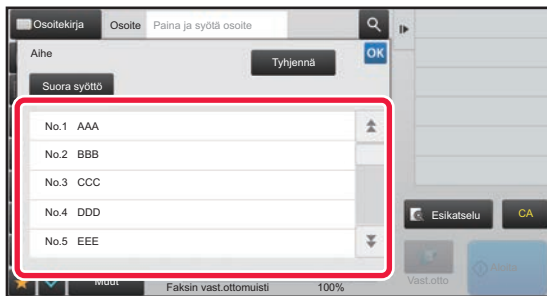 Osoitekirja Osoite Paina ja syötä osoite
Aihe Tyhjennä OK
Suora syöttö
No.1 AAA
No.2 BBB
No.3 CCC
No.4 DDD
No.5 EEE
Esikatselu CA
Muut Faksin vast.ottomuisti 100%
Vast.otto Aloita